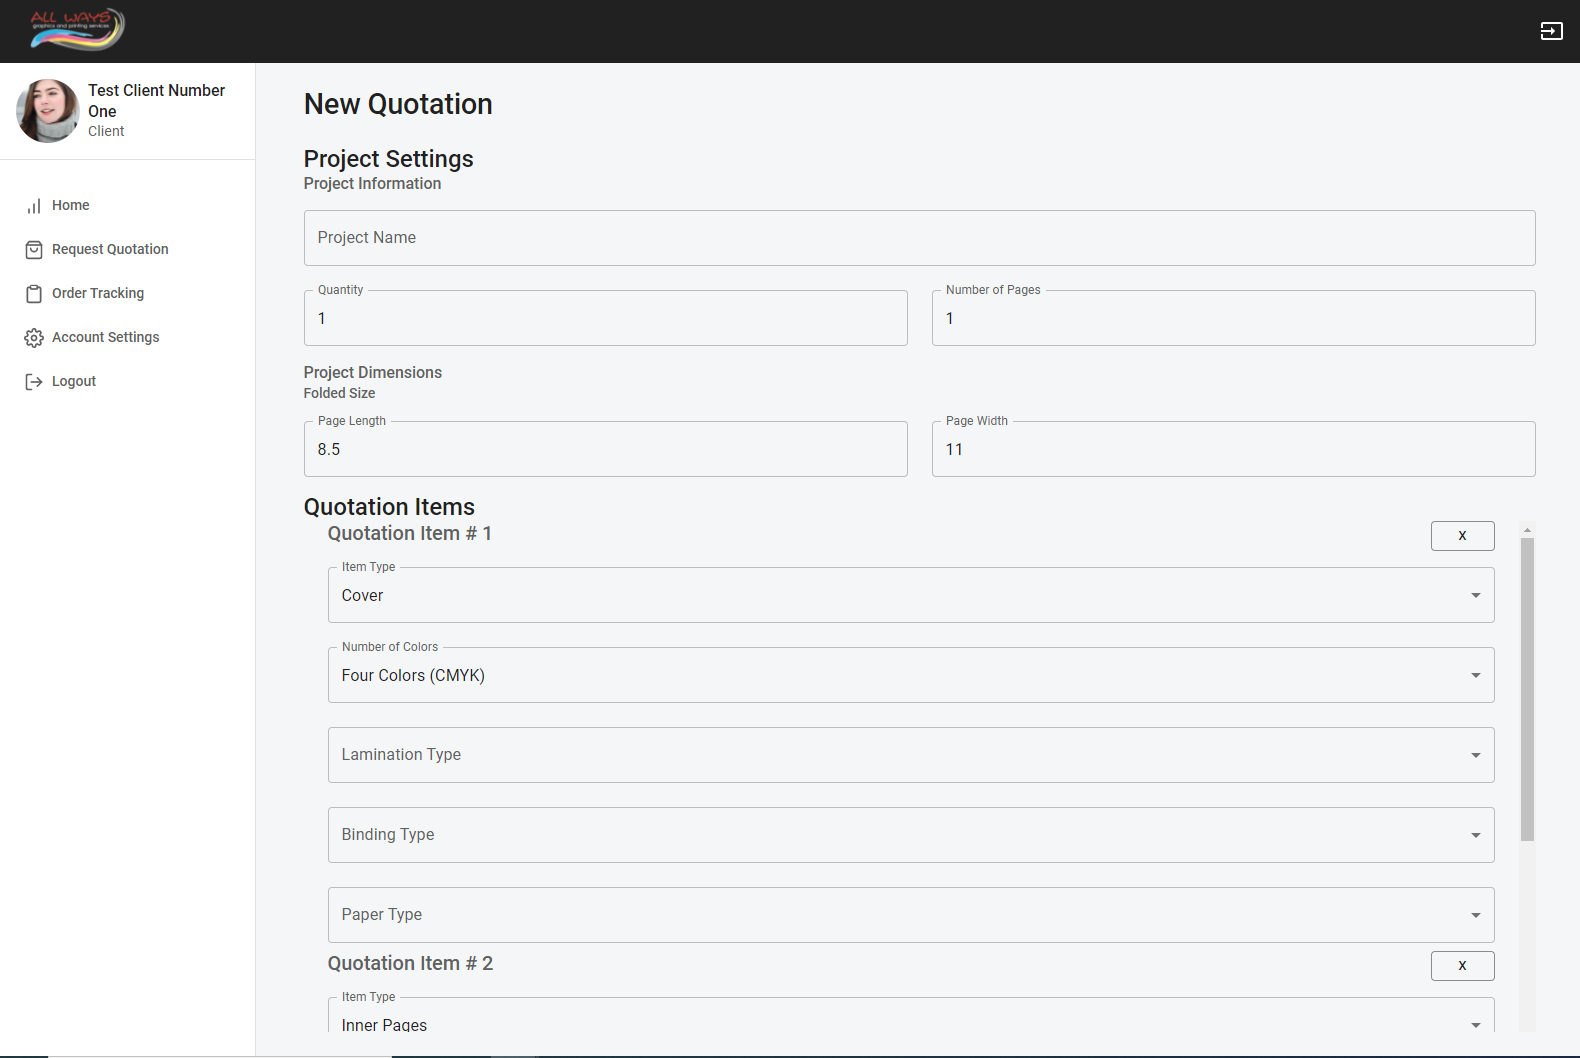 ALL WAYS
graphics and printing services
Test Client Number
One
Client
Home
Request Quotation
Order Tracking
Account Settings
Logout
New Quotation
Project Settings
Project Information
Project Name
Quantity
1
Number of Pages
1
Project Dimensions
Folded Size
Page Length
8.5
Page Width
11
Quotation Items
Quotation Item # 1
X
Item Type
Cover
Number of Colors
Four Colors (CMYK)
Lamination Type
Binding Type
Paper Type
Quotation Item # 2
X
Item Type
Inner Pages